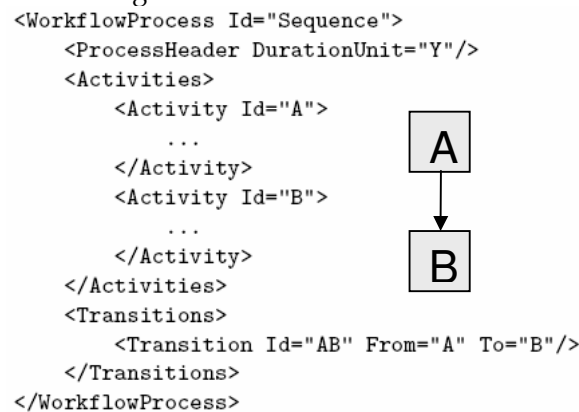 <WorkflowProcess Id="Sequence">
    <ProcessHeader DurationUnit="Y"/>
    <Activities>
        <Activity Id="A">
            ...
        </Activity>
        <Activity Id="B">
            ...
        </Activity>
    </Activities>
    <Transitions>
        <Transition Id="AB" From="A" To="B"/>
    </Transitions>
</WorkflowProcess>
A
B